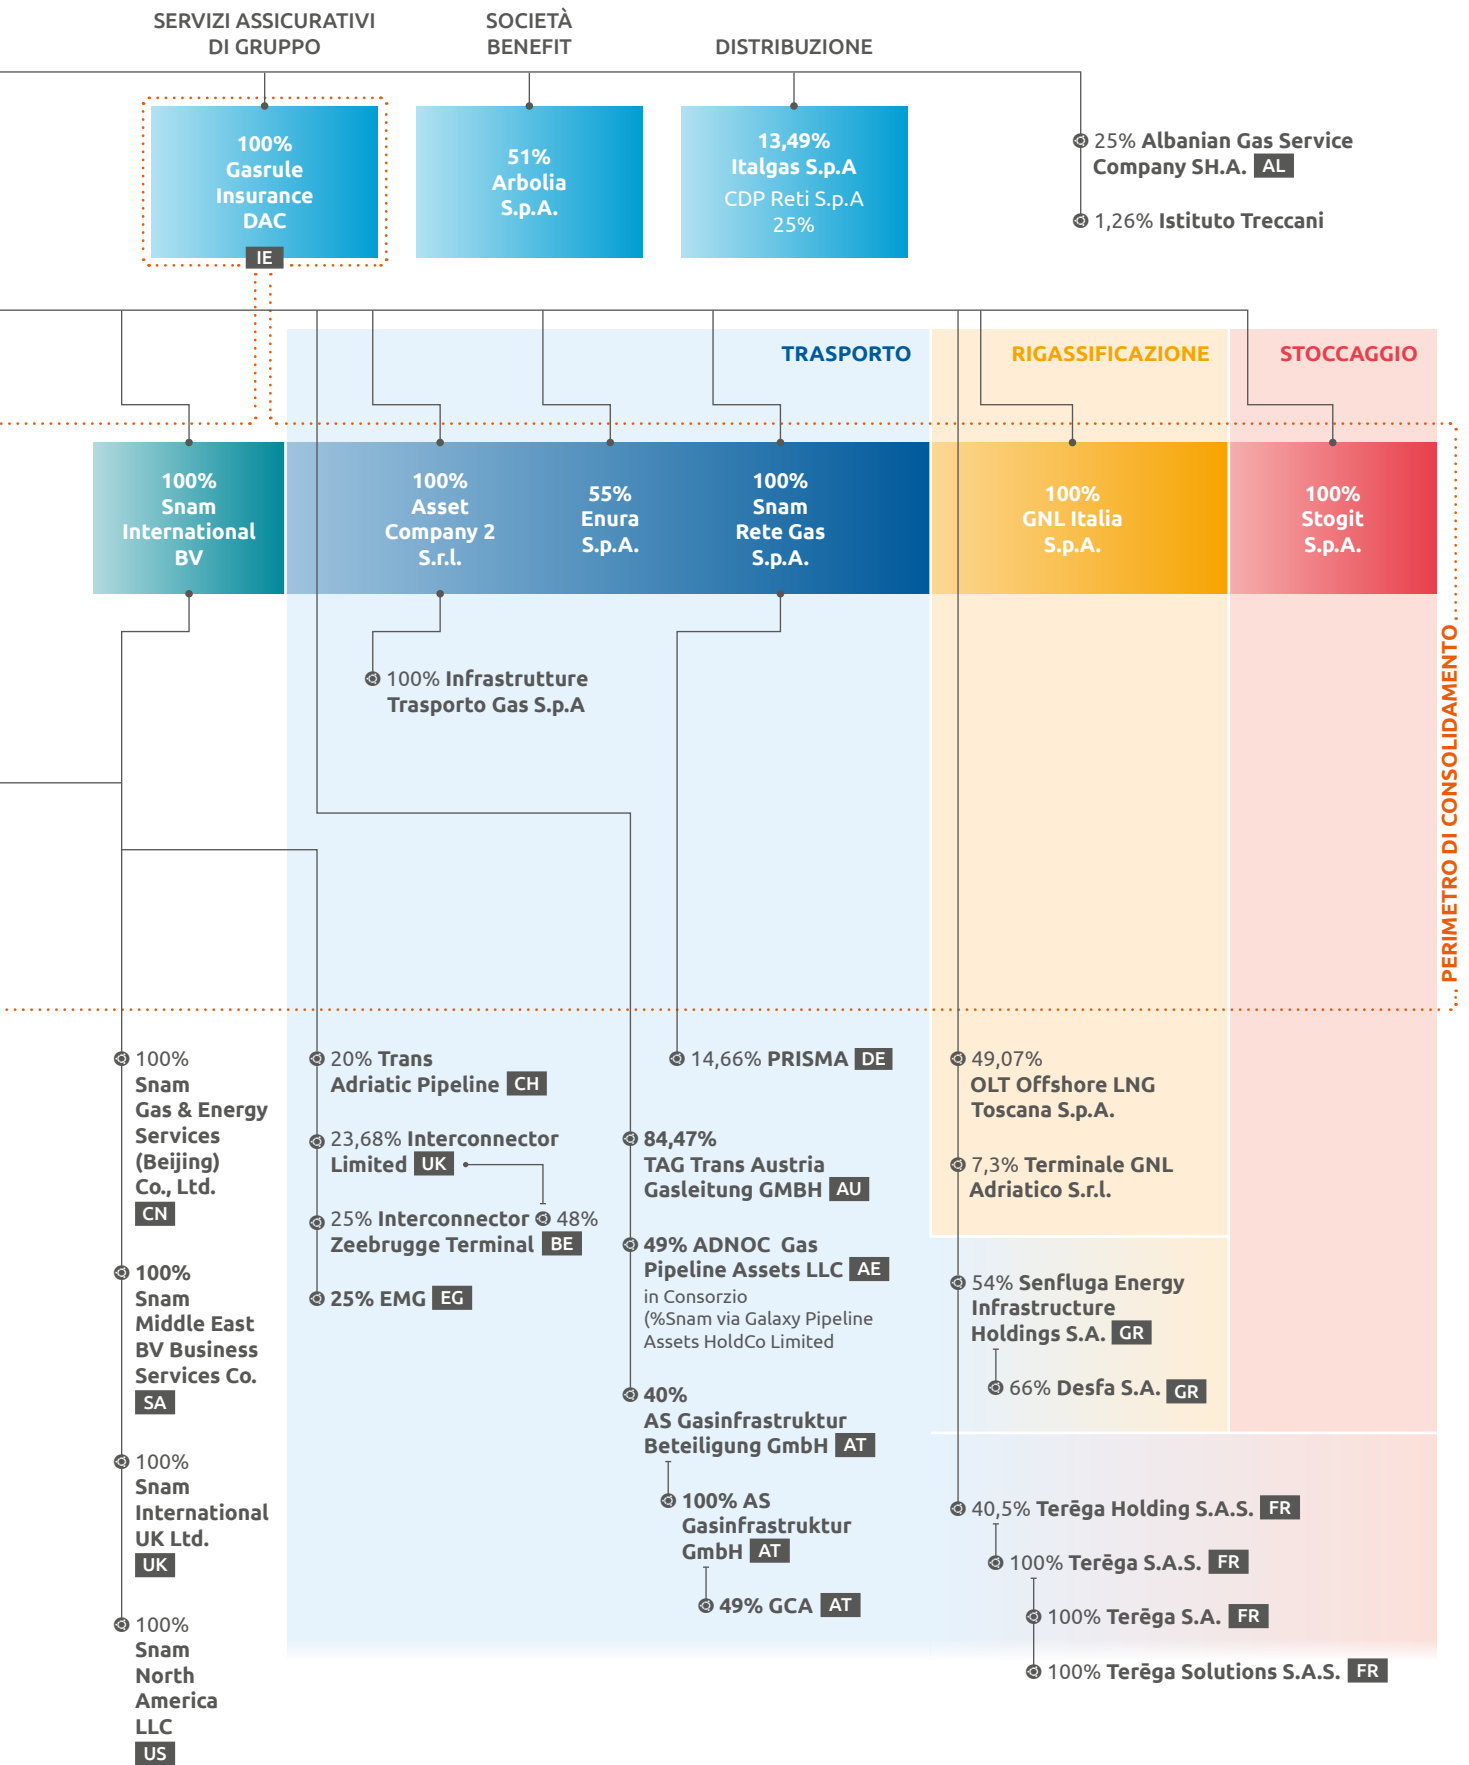 SERVIZI ASSICURATIVI
DI GRUPPO
SOCIETÀ
BENEFIT
DISTRIBUZIONE
100%
Gasrule
Insurance
DAC
IE
51%
Arbolia
S.p.A.
13,49%
Italgas S.p.A
CDP Reti S.p.A
25%
25% Albanian Gas Service
Company SH.A. AL
1,26% Istituto Treccani
TRASPORTO
RIGASSIFICAZIONE
STOCCAGGIO
100%
Snam
International
BV
100%
Asset
Company 2
S.r.l.
55%
Enura
S.p.A.
100%
Snam
Rete Gas
S.p.A.
100%
GNL Italia
S.p.A.
100%
Stogit
S.p.A.
100% Infrastrutture
Trasporto Gas S.p.A
PERIMETRO DI CONSOLIDAMENTO
100%
Snam
Gas & Energy
Services
(Beijing)
Co., Ltd.
CN
100%
Snam
Middle East
BV Business
Services Co.
SA
100%
Snam
International
UK Ltd.
UK
100%
Snam
North
America
LLC
US
20% Trans
Adriatic Pipeline CH
23,68% Interconnector
Limited UK
25% Interconnector 48%
Zeebrugge Terminal BE
25% EMG EG
14,66% PRISMA DE
84,47%
TAG Trans Austria
Gasleitung GMBH AU
49% ADNOC Gas
Pipeline Assets LLC AE
in Consorzio
(%Snam via Galaxy Pipeline
Assets HoldCo Limited
40%
AS Gasinfrastruktur
Beteiligung GmbH AT
100% AS
Gasinfrastruktur
GmbH AT
49% GCA AT
49,07%
OLT Offshore LNG
Toscana S.p.A.
7,3% Terminale GNL
Adriatico S.r.l.
54% Senfluga Energy
Infrastructure
Holdings S.A. GR
66% Desfa S.A. GR
40,5% Terēga Holding S.A.S. FR
100% Terēga S.A.S. FR
100% Terēga S.A. FR
100% Terēga Solutions S.A.S. FR